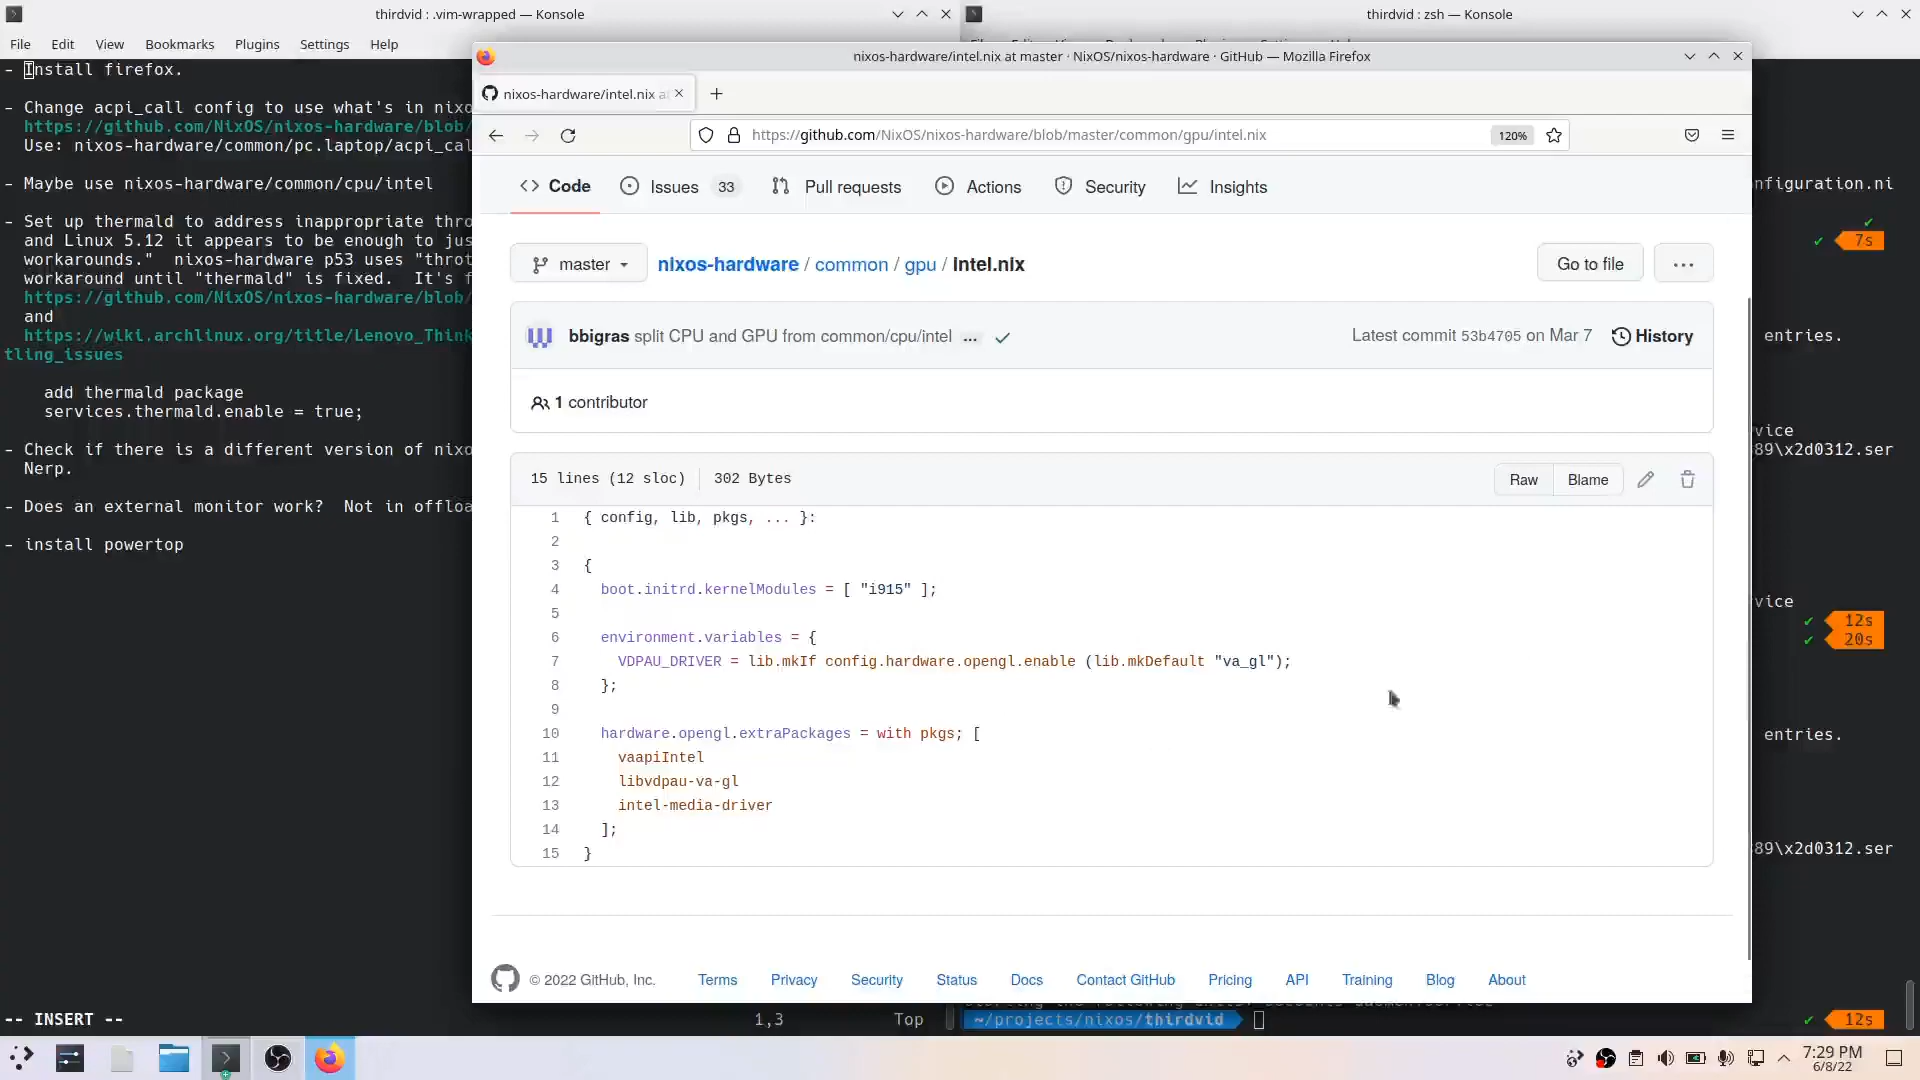 thirdvid : .vim-wrapped — Konsole
thirdvid : zsh — Konsole
File Edit View Bookmarks Plugins Settings Help
- Install firefox.
- Change acpi_call config to use what's in nixo
https://github.com/NixOS/nixos-hardware/blob/
Use: nixos-hardware/common/pc.laptop/acpi_cal
- Maybe use nixos-hardware/common/cpu/intel
- Set up thermald to address inappropriate thro
and Linux 5.12 it appears to be enough to jus
workarounds." nixos-hardware p53 uses "throt
workaround until "thermald" is fixed. It's f
https://github.com/NixOS/nixos-hardware/blob/
and
https://wiki.archlinux.org/title/Lenovo_Think
tling_issues
add thermald package
services.thermald.enable = true;
- Check if there is a different version of nixo
Nerp.
- Does an external monitor work? Not in offloa
- install powertop
-- INSERT --
1,3
Top
nixos-hardware/intel.nix at master · NixOS/nixos-hardware · GitHub — Mozilla Firefox
nixos-hardware/intel.nix a
https://github.com/NixOS/nixos-hardware/blob/master/common/gpu/intel.nix
120%
Code
Issues 33
Pull requests
Actions
Security
Insights
master
nixos-hardware / common / gpu / intel.nix
Go to file
...
bbigras split CPU and GPU from common/cpu/intel ...
Latest commit 53b4705 on Mar 7
History
1 contributor
15 lines (12 sloc) 302 Bytes
Raw Blame
1 { config, lib, pkgs, ... }:
2
3 {
4 boot.initrd.kernelModules = [ "i915" ];
5
6 environment.variables = {
7 VDPAU_DRIVER = lib.mkIf config.hardware.opengl.enable (lib.mkDefault "va_gl");
8 };
9
10 hardware.opengl.extraPackages = with pkgs; [
11 vaapiIntel
12 libvdpau-va-gl
13 intel-media-driver
14 ];
15 }
© 2022 GitHub, Inc.
Terms Privacy Security Status Docs Contact GitHub Pricing API Training Blog About
nfiguration.ni
7s
entries.
vice
89\x2d0312.ser
vice
12s
20s
entries.
89\x2d0312.ser
~/projects/nixos/thirdvid
12s
7:29 PM
6/8/22